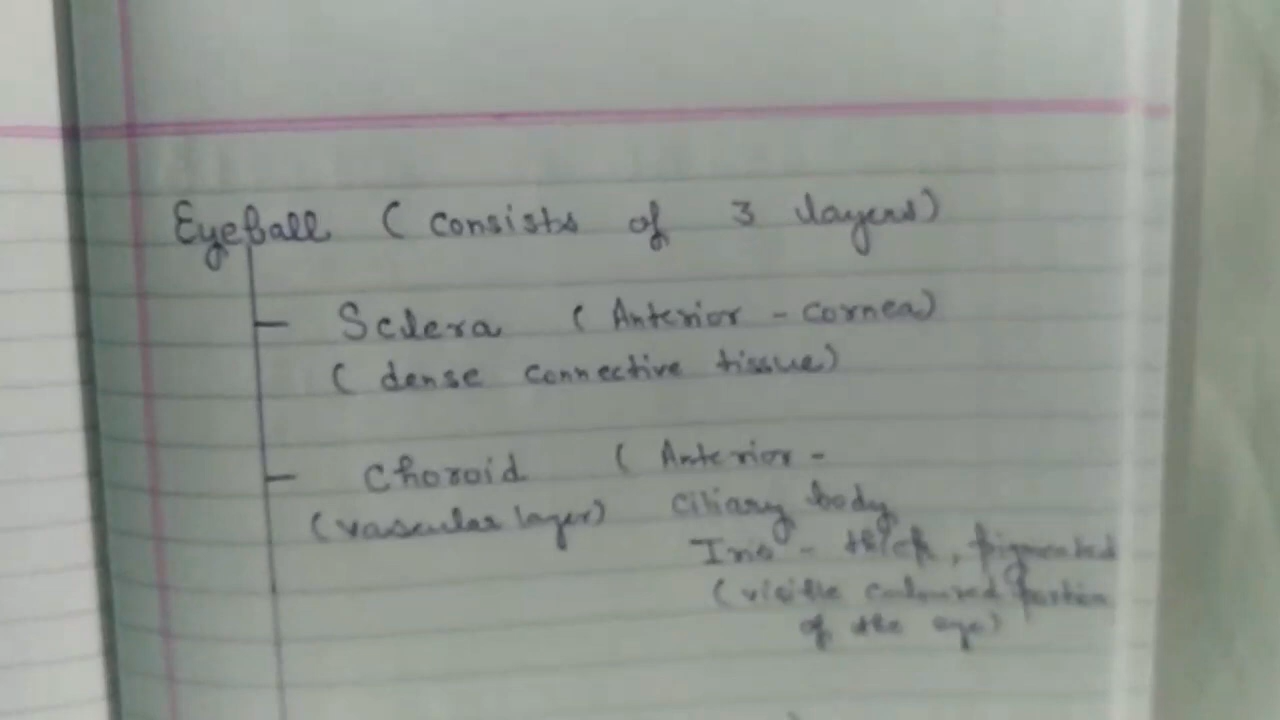 Eyeball (consists of 3 layers)
Sclera (Anterior - cornea)
(dense connective tissue)
Choroid (Anterior -
(vascular layer) ciliary body
Iris - thick, pigmented
(visible coloured portion
of the eye)